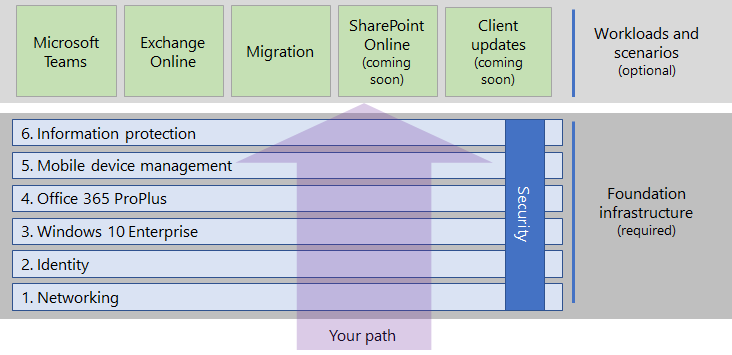 Microsoft
Teams
Exchange
Online
Migration
SharePoint
Online
(coming
soon)
Client
updates
(coming
soon)
Workloads and
scenarios
(optional)
6. Information protection
5. Mobile device management
4. Office 365 ProPlus
3. Windows 10 Enterprise
2. Identity
1. Networking
Security
Foundation
infrastructure
(required)
Your path